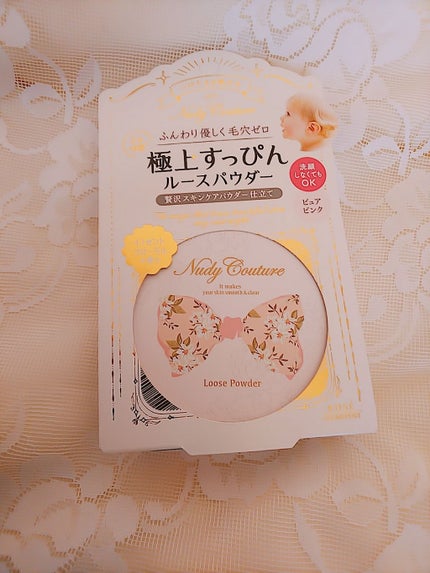 Nudy Couture
ふんわり優しく毛穴ゼロ
極上すっぴん
ルースパウダー
贅沢スキンケアパウダー仕立て
洗顔
しなくても
OK
ピュア
ピンク
Nudy Couture
It makes
your skin smooth & clear
Loose Powder